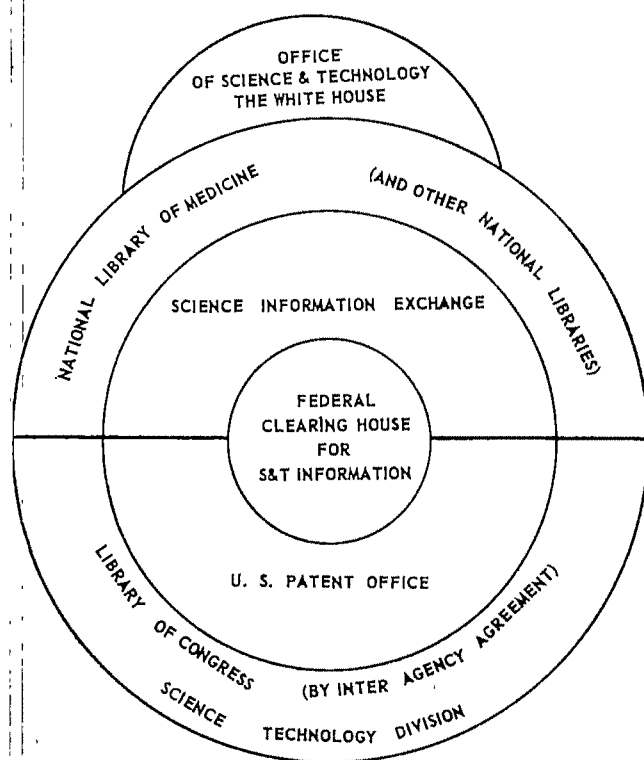 OFFICE
OF SCIENCE & TECHNOLOGY
THE WHITE HOUSE
NATIONAL LIBRARY OF MEDICINE
(AND OTHER NATIONAL LIBRARIES)
SCIENCE INFORMATION EXCHANGE
FEDERAL
CLEARING HOUSE
FOR
S&T INFORMATION
U. S. PATENT OFFICE
LIBRARY OF CONGRESS
(BY INTER AGENCY AGREEMENT)
SCIENCE TECHNOLOGY DIVISION